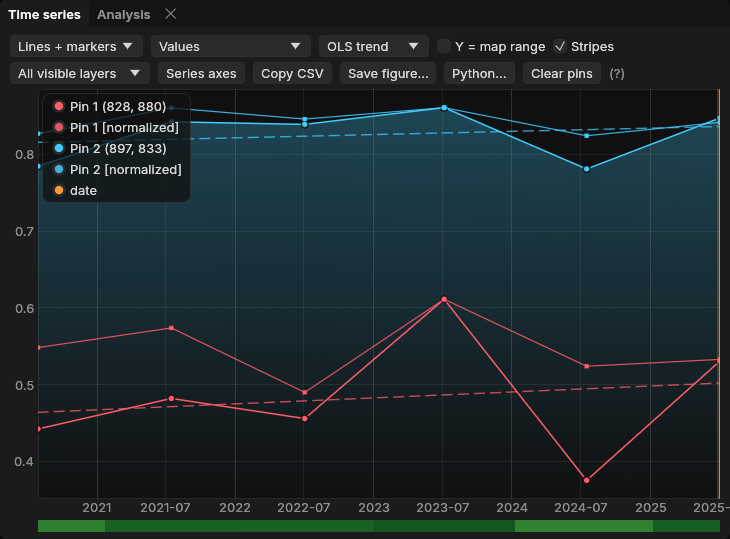 Time series Analysis
Lines + markers Values OLS trend Y = map range Stripes
All visible layers Series axes Copy CSV Save figure... Python... Clear pins (?)
Pin 1 (828, 880)
Pin 1 [normalized]
Pin 2 (897, 833)
Pin 2 [normalized]
date
0.8
0.7
0.6
0.5
0.4
2021 2021-07 2022 2022-07 2023 2023-07 2024 2024-07 2025 2025-